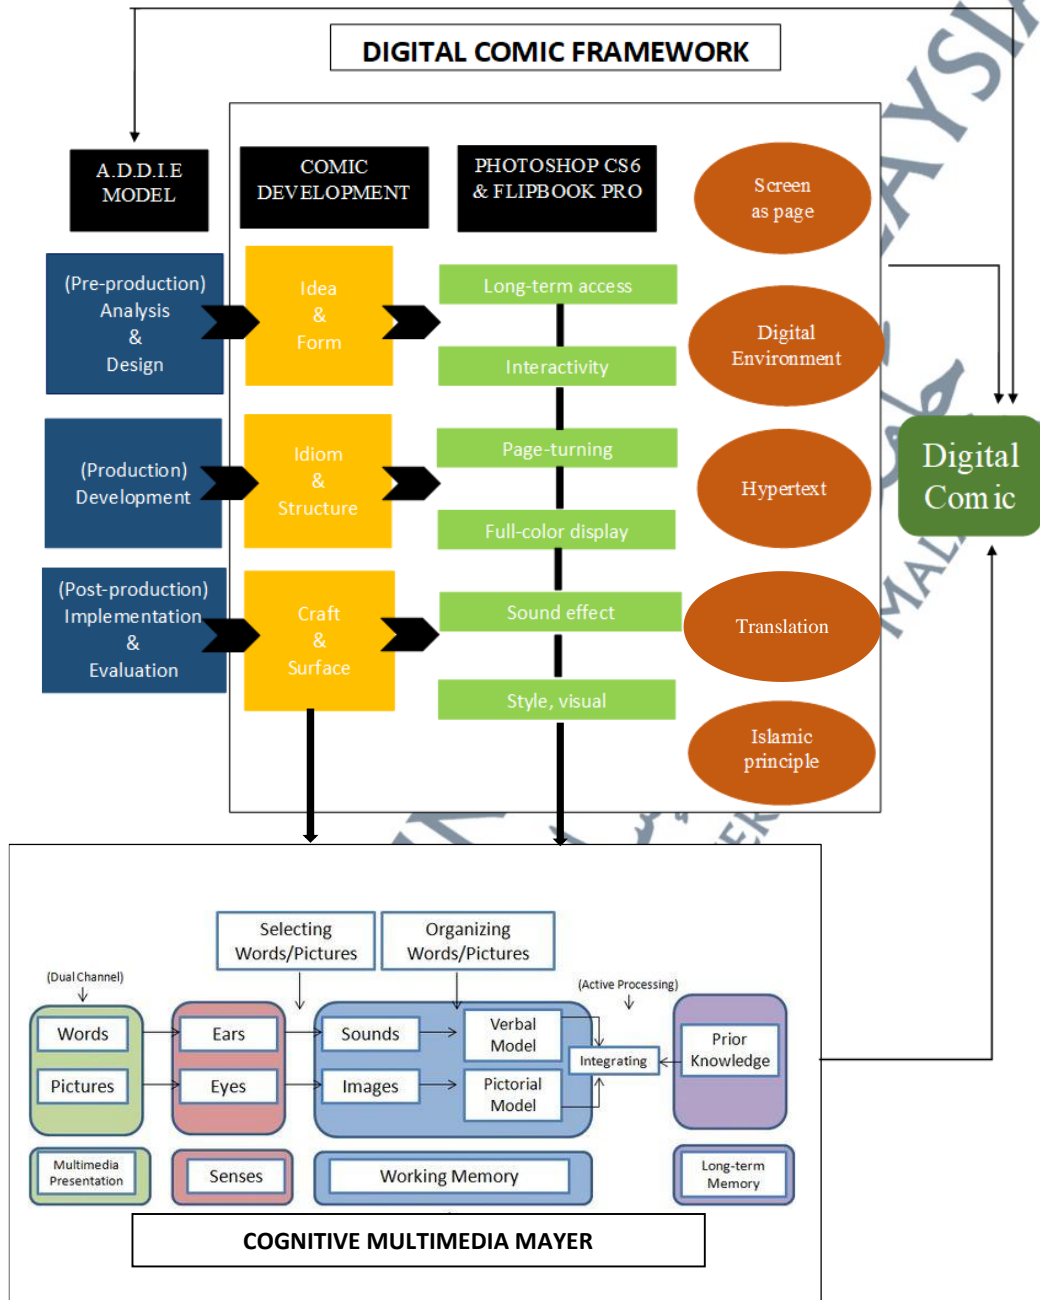 DIGITAL COMIC FRAMEWORK
A.D.D.I.E
MODEL
COMIC
DEVELOPMENT
PHOTOSHOP CS6
& FLIPBOOK PRO
Screen
as page
(Pre-production)
Analysis
&
Design
Idea
&
Form
Long-term access
Interactivity
Digital
Environment
(Production)
Development
Idiom
&
Structure
Page-turning
Full-color display
Hypertext
Digital
Comic
(Post-production)
Implementation
&
Evaluation
Craft
&
Surface
Sound effect
Style, visual
Translation
Islamic
principle
Selecting
Words/Pictures
Organizing
Words/Pictures
(Dual Channel)
(Active Processing)
Words
Ears
Sounds
Verbal
Model
Integrating
Prior
Knowledge
Pictures
Eyes
Images
Pictorial
Model
Multimedia
Presentation
Senses
Working Memory
Long-term
Memory
COGNITIVE MULTIMEDIA MAYER